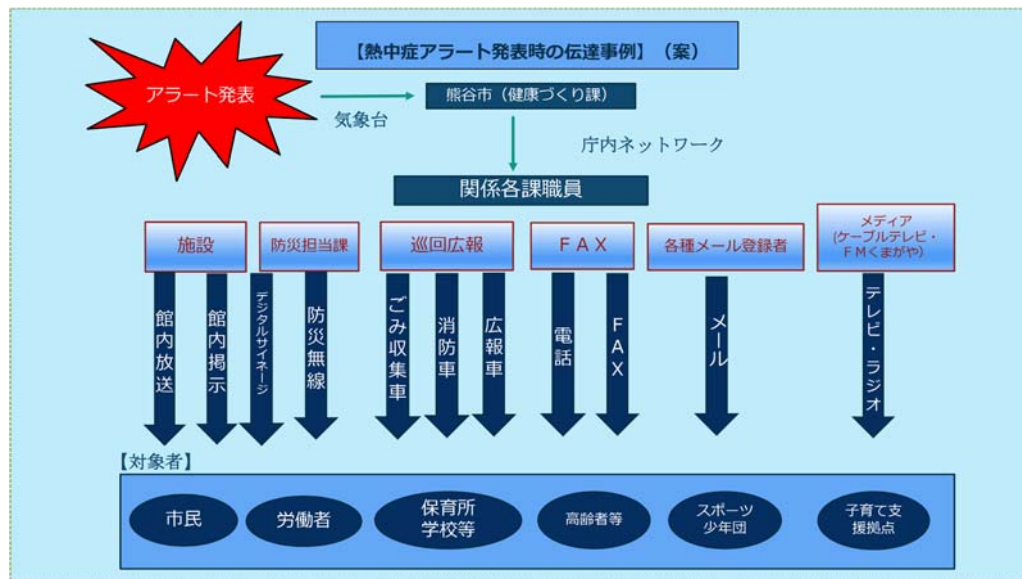 【熱中症アラート発表時の伝達事例】（案）
アラート発表
熊谷市（健康づくり課）
気象台
庁内ネットワーク
関係各課職員
施設
防災担当課
巡回広報
ＦＡＸ
各種メール登録者
メディア
(ケーブルテレビ・
ＦＭくまがや）
館内放送
館内掲示
デジタルサイネージ
防災無線
ごみ収集車
消防車
広報車
電話
ＦＡＸ
メール
テレビ・ラジオ
【対象者】
市民
労働者
保育所
学校等
高齢者等
スポーツ
少年団
子育て支
援拠点